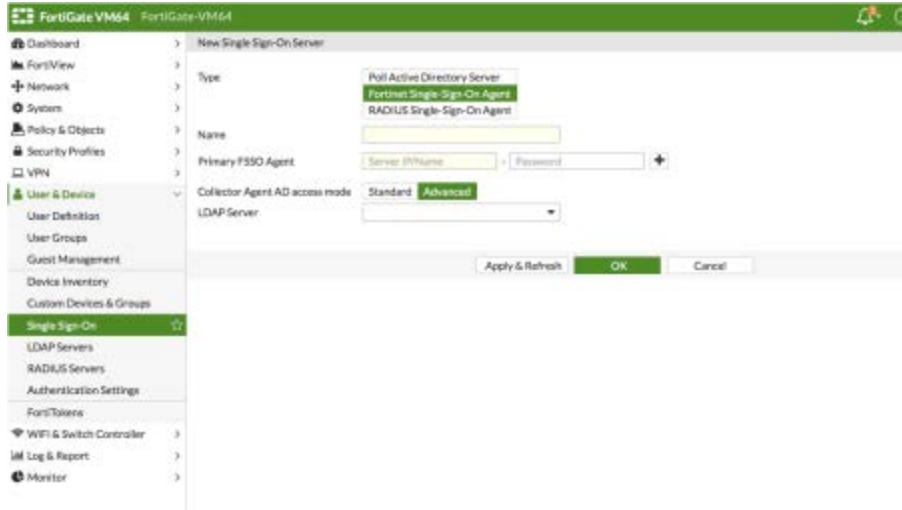 FortiGate VM64 FortiGate-VM64
Dashboard
FortiView
Network
System
Policy & Objects
Security Profiles
VPN
User & Device
User Definition
User Groups
Guest Management
Device Inventory
Custom Devices & Groups
Single Sign-On
LDAP Servers
RADIUS Servers
Authentication Settings
FortiTokens
WiFi & Switch Controller
Log & Report
Monitor
New Single Sign-On Server
Type
Poll Active Directory Server
Fortinet Single-Sign-On Agent
RADIUS Single-Sign-On Agent
Name
Primary FSSO Agent Server IP/Name - Password
Collector Agent AD access mode Standard Advanced
LDAP Server
Apply & Refresh OK Cancel